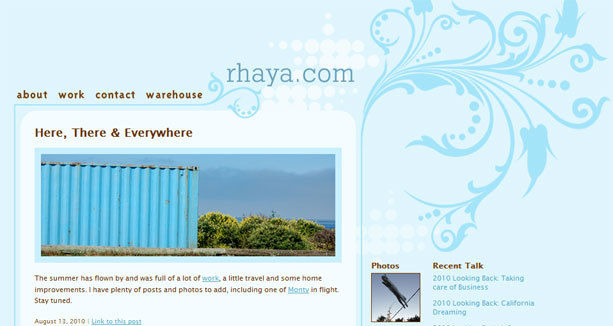 rhaya.com
about work contact warehouse
Here, There & Everywhere
The summer has flown by and was full of a lot of work, a little travel and some home
improvements. I have plenty of posts and photos to add, including one of Monty in flight.
Stay tuned.
August 13, 2010 | Link to this post
Photos
Recent Talk
2010 Looking Back: Taking
care of Business
2010 Looking Back: California
Dreaming